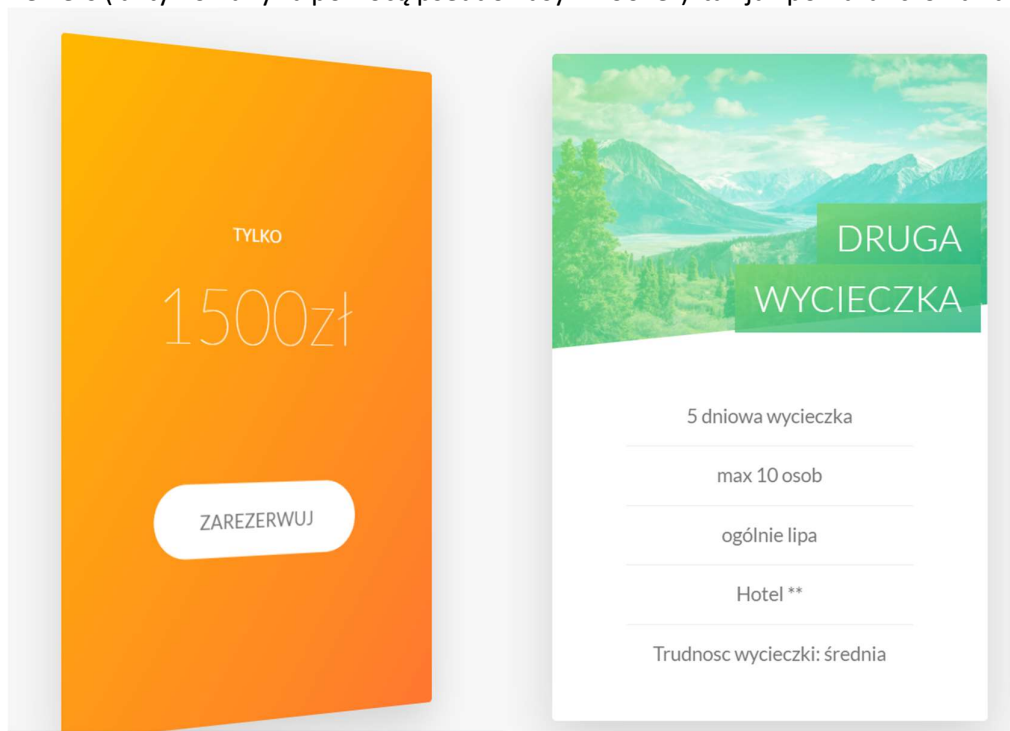 TYLKO
1500zł
ZAREZERWUJ
DRUGA
WYCIECZKA
5 dniowa wycieczka
max 10 osob
ogólnie lipa
Hotel **
Trudnosc wycieczki: średnia